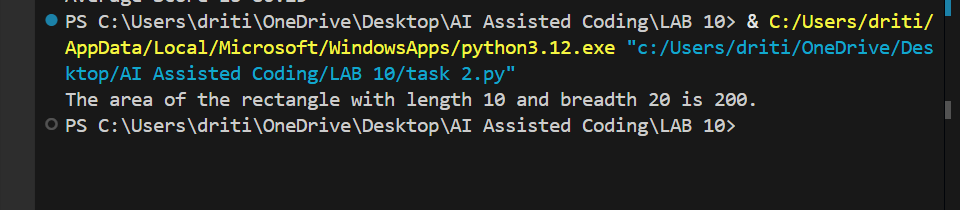 PS C:\Users\driti\OneDrive\Desktop\AI Assisted Coding\LAB 10> & C:/Users/driti/
AppData/Local/Microsoft/WindowsApps/python3.12.exe "c:/Users/driti/OneDrive/Des
ktop/AI Assisted Coding/LAB 10/task 2.py"
The area of the rectangle with length 10 and breadth 20 is 200.
PS C:\Users\driti\OneDrive\Desktop\AI Assisted Coding\LAB 10>